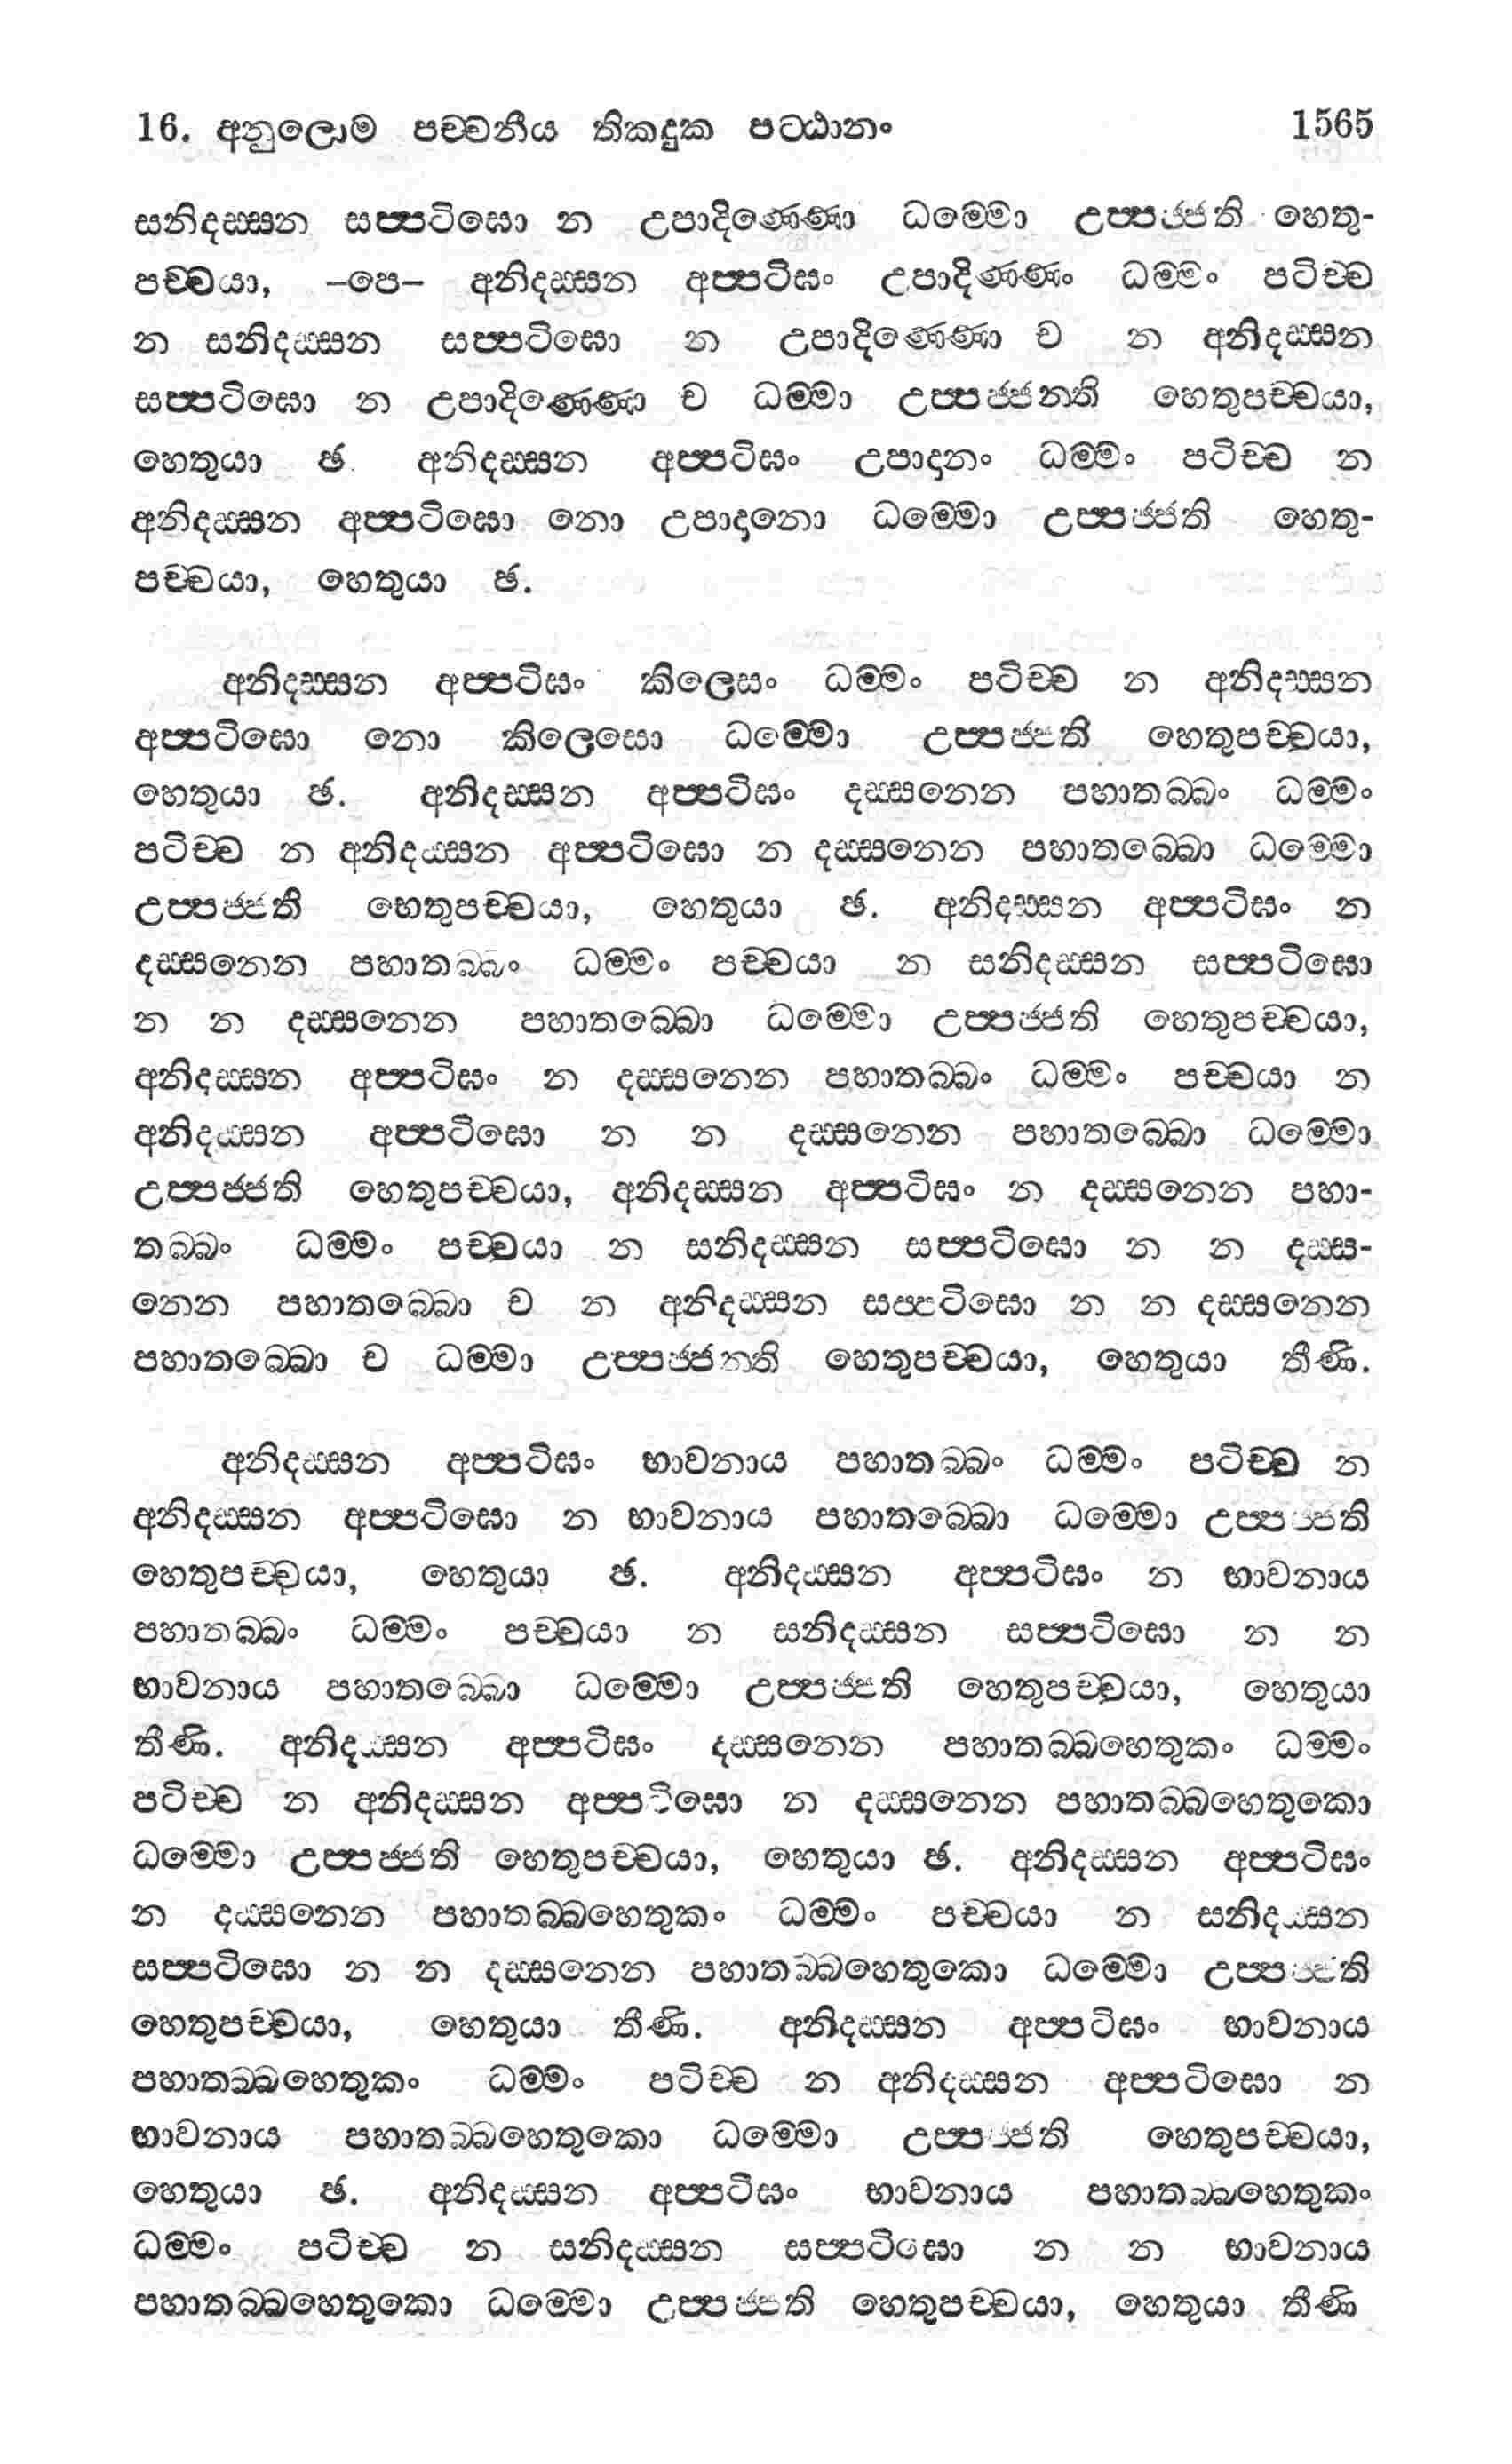 16. අනුලොම පච්චනීය තිකදුක පට්ඨානං 1565
සනිදස්සන සප්පටිඝො න උපාදිණ්ණො ධම්මො උප්පජ්ජති හෙතු-
පච්චයා, –පෙ– අනිදස්සන අප්පටිඝං උපාදිණ්ණං ධම්මං පටිච්ච
න සනිදස්සන සප්පටිඝො න උපාදිණ්ණො ච න අනිදස්සන
සප්පටිඝො න උපාදිණ්ණො ච ධම්මා උප්පජ්ජන්ති හෙතුපච්චයා,
හෙතුයා ඡ. අනිදස්සන අප්පටිඝං උපාදානං ධම්මං පටිච්ච න
අනිදස්සන අප්පටිඝො නො උපාදානො ධම්මො උප්පජ්ජති හෙතු-
පච්චයා, හෙතුයා ඡ.
අනිදස්සන අප්පටිඝං කිලෙසං ධම්මං පටිච්ච න අනිදස්සන
අප්පටිඝො නො කිලෙසො ධම්මො උප්පජ්ජති හෙතුපච්චයා,
හෙතුයා ඡ. අනිදස්සන අප්පටිඝං දස්සනෙන පහාතබ්බං ධම්මං
පටිච්ච න අනිදස්සන අප්පටිඝො න දස්සනෙන පහාතබ්බො ධම්මො
උප්පජ්ජති භෙතුපච්චයා, හෙතුයා ඡ. අනිදස්සන අප්පටිඝං න
දස්සනෙන පහාතබ්බං ධම්මං පච්චයා න සනිදස්සන සප්පටිඝො
න න දස්සනෙන පහාතබ්බො ධම්මො උප්පජ්ජති හෙතුපච්චයා,
අනිදස්සන අප්පටිඝං න දස්සනෙන පහාතබ්බං ධම්මං පච්චයා න
අනිදස්සන අප්පටිඝො න න දස්සනෙන පහාතබ්බො ධම්මො
උප්පජ්ජති හෙතුපච්චයා, අනිදස්සන අප්පටිඝං න දස්සනෙන පහා-
තබ්බං ධම්මං පච්චයා න සනිදස්සන සප්පටිඝො න න දස්ස-
නෙන පහාතබ්බො ච න අනිදස්සන සප්පටිඝො න න දස්සනෙන
පහාතබ්බො ච ධම්මා උප්පජ්ජන්ති හෙතුපච්චයා, හෙතුයා තීණි.
අනිදස්සන අප්පටිඝං භාවනාය පහාතබ්බං ධම්මං පටිච්ච න
අනිදස්සන අප්පටිඝො න භාවනාය පහාතබ්බො ධම්මො උප්පජ්ජති
හෙතුපච්චයා, හෙතුයා ඡ. අනිදස්සන අප්පටිඝං න භාවනාය
පහාතබ්බං ධම්මං පච්චයා න සනිදස්සන සප්පටිඝො න න
භාවනාය පහාතබ්බො ධම්මො උප්පජ්ජති හෙතුපච්චයා, හෙතුයා
තීණි. අනිදස්සන අප්පටිඝං දස්සනෙන පහාතබ්බහෙතුකං ධම්මං
පටිච්ච න අනිදස්සන අප්පටිඝො න දස්සනෙන පහාතබ්බහෙතුකො
ධම්මො උප්පජ්ජති හෙතුපච්චයා, හෙතුයා ඡ. අනිදස්සන අප්පටිඝං
න දස්සනෙන පහාතබ්බහෙතුකං ධම්මං පච්චයා න සනිදස්සන
සප්පටිඝො න න දස්සනෙන පහාතබ්බහෙතුකො ධම්මො උප්පජ්ජති
හෙතුපච්චයා, හෙතුයා තීණි. අනිදස්සන අප්පටිඝං භාවනාය
පහාතබ්බහෙතුකං ධම්මං පටිච්ච න අනිදස්සන අප්පටිඝො න
භාවනාය පහාතබ්බහෙතුකො ධම්මො උප්පජ්ජති හෙතුපච්චයා,
හෙතුයා ඡ. අනිදස්සන අප්පටිඝං භාවනාය පහාතබ්බහෙතුකං
ධම්මං පටිච්ච න සනිදස්සන සප්පටිඝො න න භාවනාය
පහාතබ්බහෙතුකො ධම්මො උප්පජ්ජති හෙතුපච්චයා, හෙතුයා තීණි